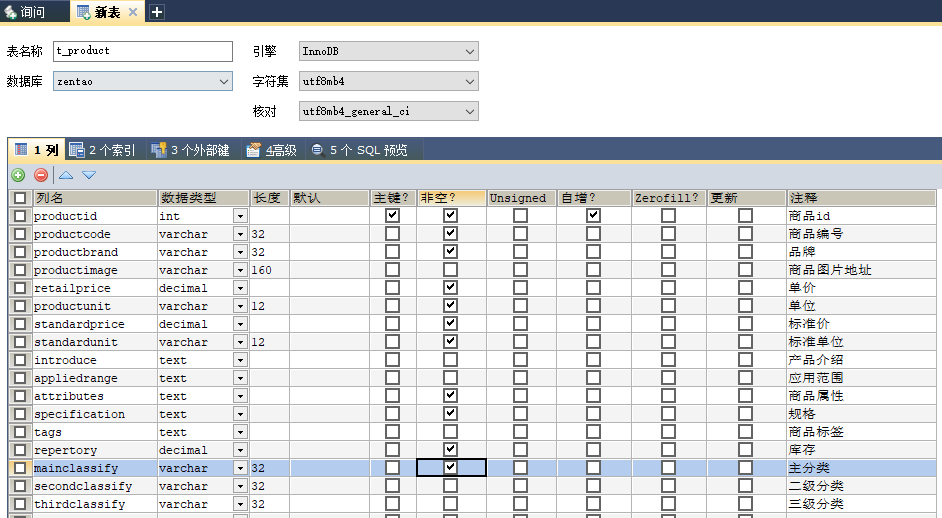 询问 新表
表名称 t_product 引擎 InnoDB
数据库 zentao 字符集 utf8mb4
核对 utf8mb4_general_ci
1 列 2 个索引 3 个外部键 4高级 5 个 SQL 预览
列名 数据类型 长度 默认 主键? 非空? Unsigned 自增? Zerofill? 更新 注释
productid int 商品id
productcode varchar 32 商品编号
productbrand varchar 32 品牌
productimage varchar 160 商品图片地址
retailprice decimal 单价
productunit varchar 12 单位
standardprice decimal 标准价
standardunit varchar 12 标准单位
introduce text 产品介绍
appliedrange text 应用范围
attributes text 商品属性
specification text 规格
tags text 商品标签
repertory decimal 库存
mainclassify varchar 32 主分类
secondclassify varchar 32 二级分类
thirdclassify varchar 32 三级分类